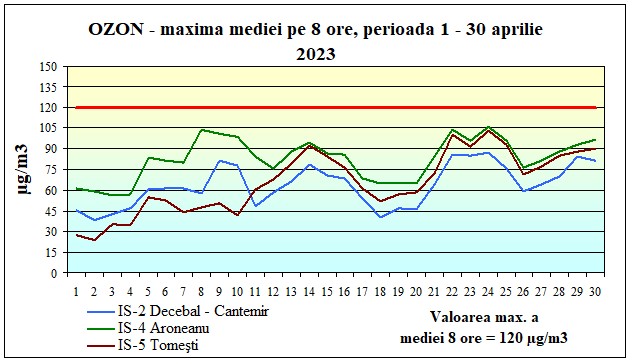 OZON - maxima mediei pe 8 ore, perioada 1 - 30 aprilie
2023
150
135
120
105
90
75
60
45
30
15
0
µg/m3
1 2 3 4 5 6 7 8 9 10 11 12 13 14 15 16 17 18 19 20 21 22 23 24 25 26 27 28 29 30
IS-2 Decebal - Cantemir
IS-4 Aroneanu
IS-5 Tomești
Valoarea max. a
mediei 8 ore = 120 µg/m3